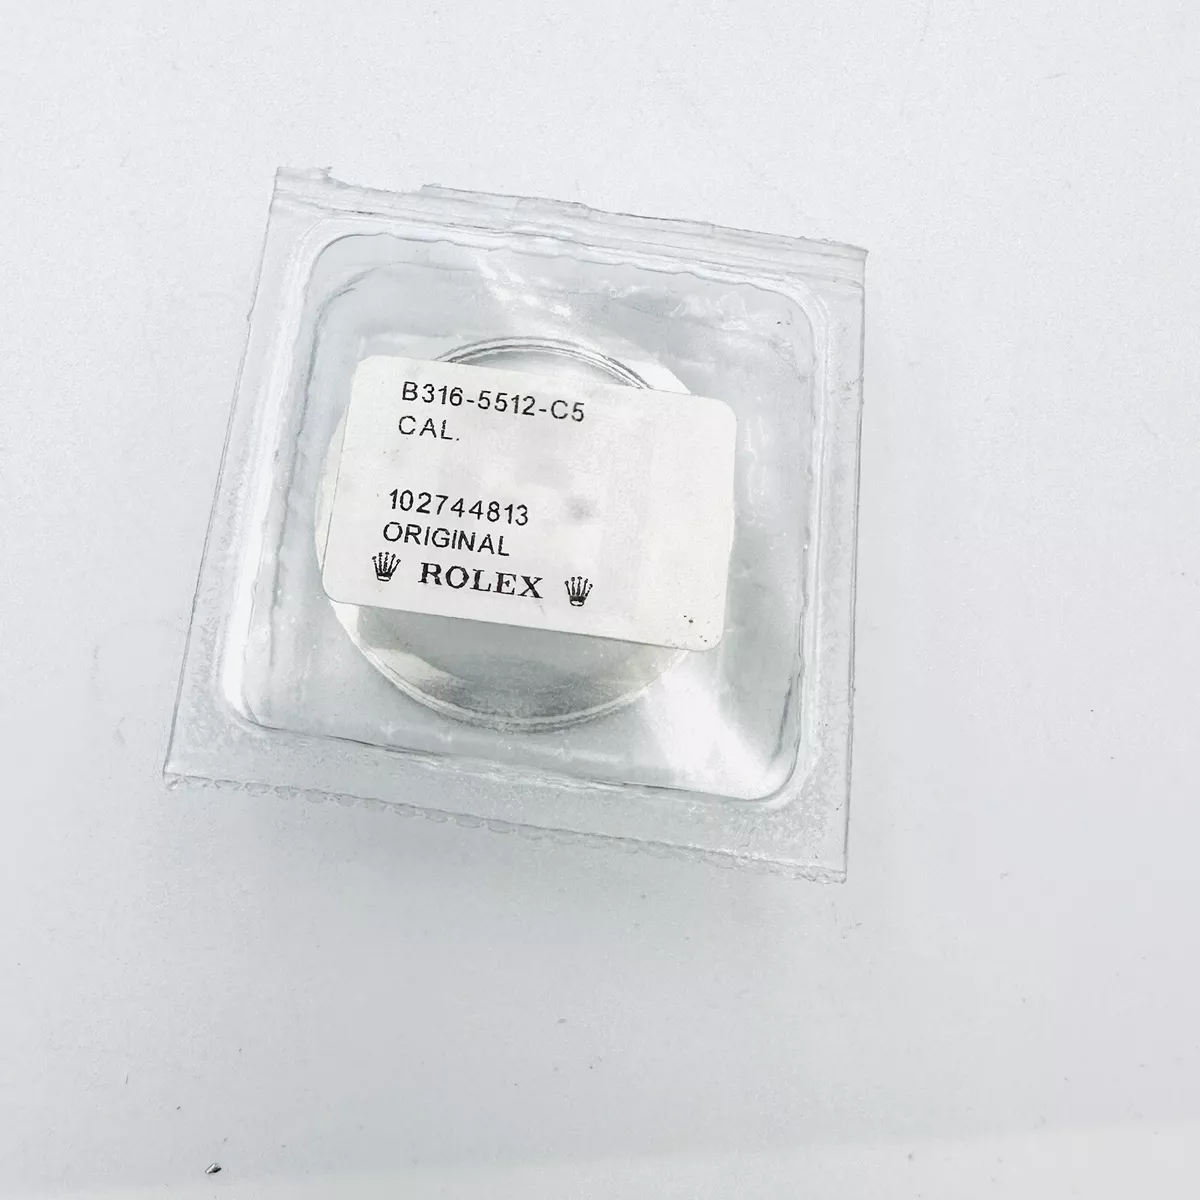 B316-5512-C5
CAL.
102744813
ORIGINAL
ROLEX